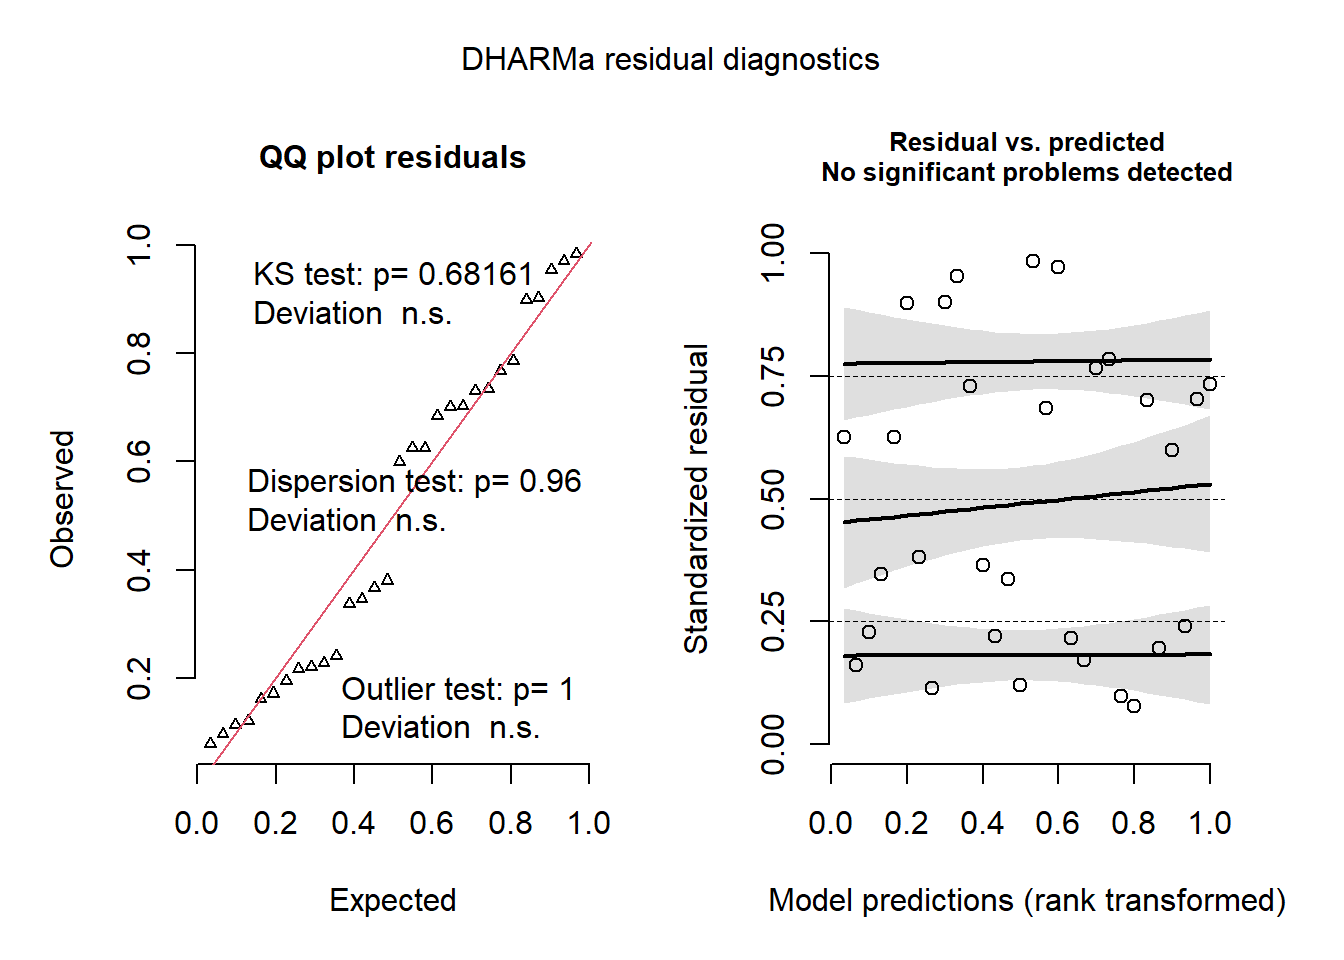 DHARMa residual diagnostics
QQ plot residuals
KS test: p= 0.68161
Deviation  n.s.
Dispersion test: p= 0.96
Deviation  n.s.
Outlier test: p= 1
Deviation  n.s.
Observed
1.0
0.8
0.6
0.4
0.2
0.0 0.2 0.4 0.6 0.8 1.0
Expected
Residual vs. predicted
No significant problems detected
Standardized residual
1.00
0.75
0.50
0.25
0.00
0.0 0.2 0.4 0.6 0.8 1.0
Model predictions (rank transformed)